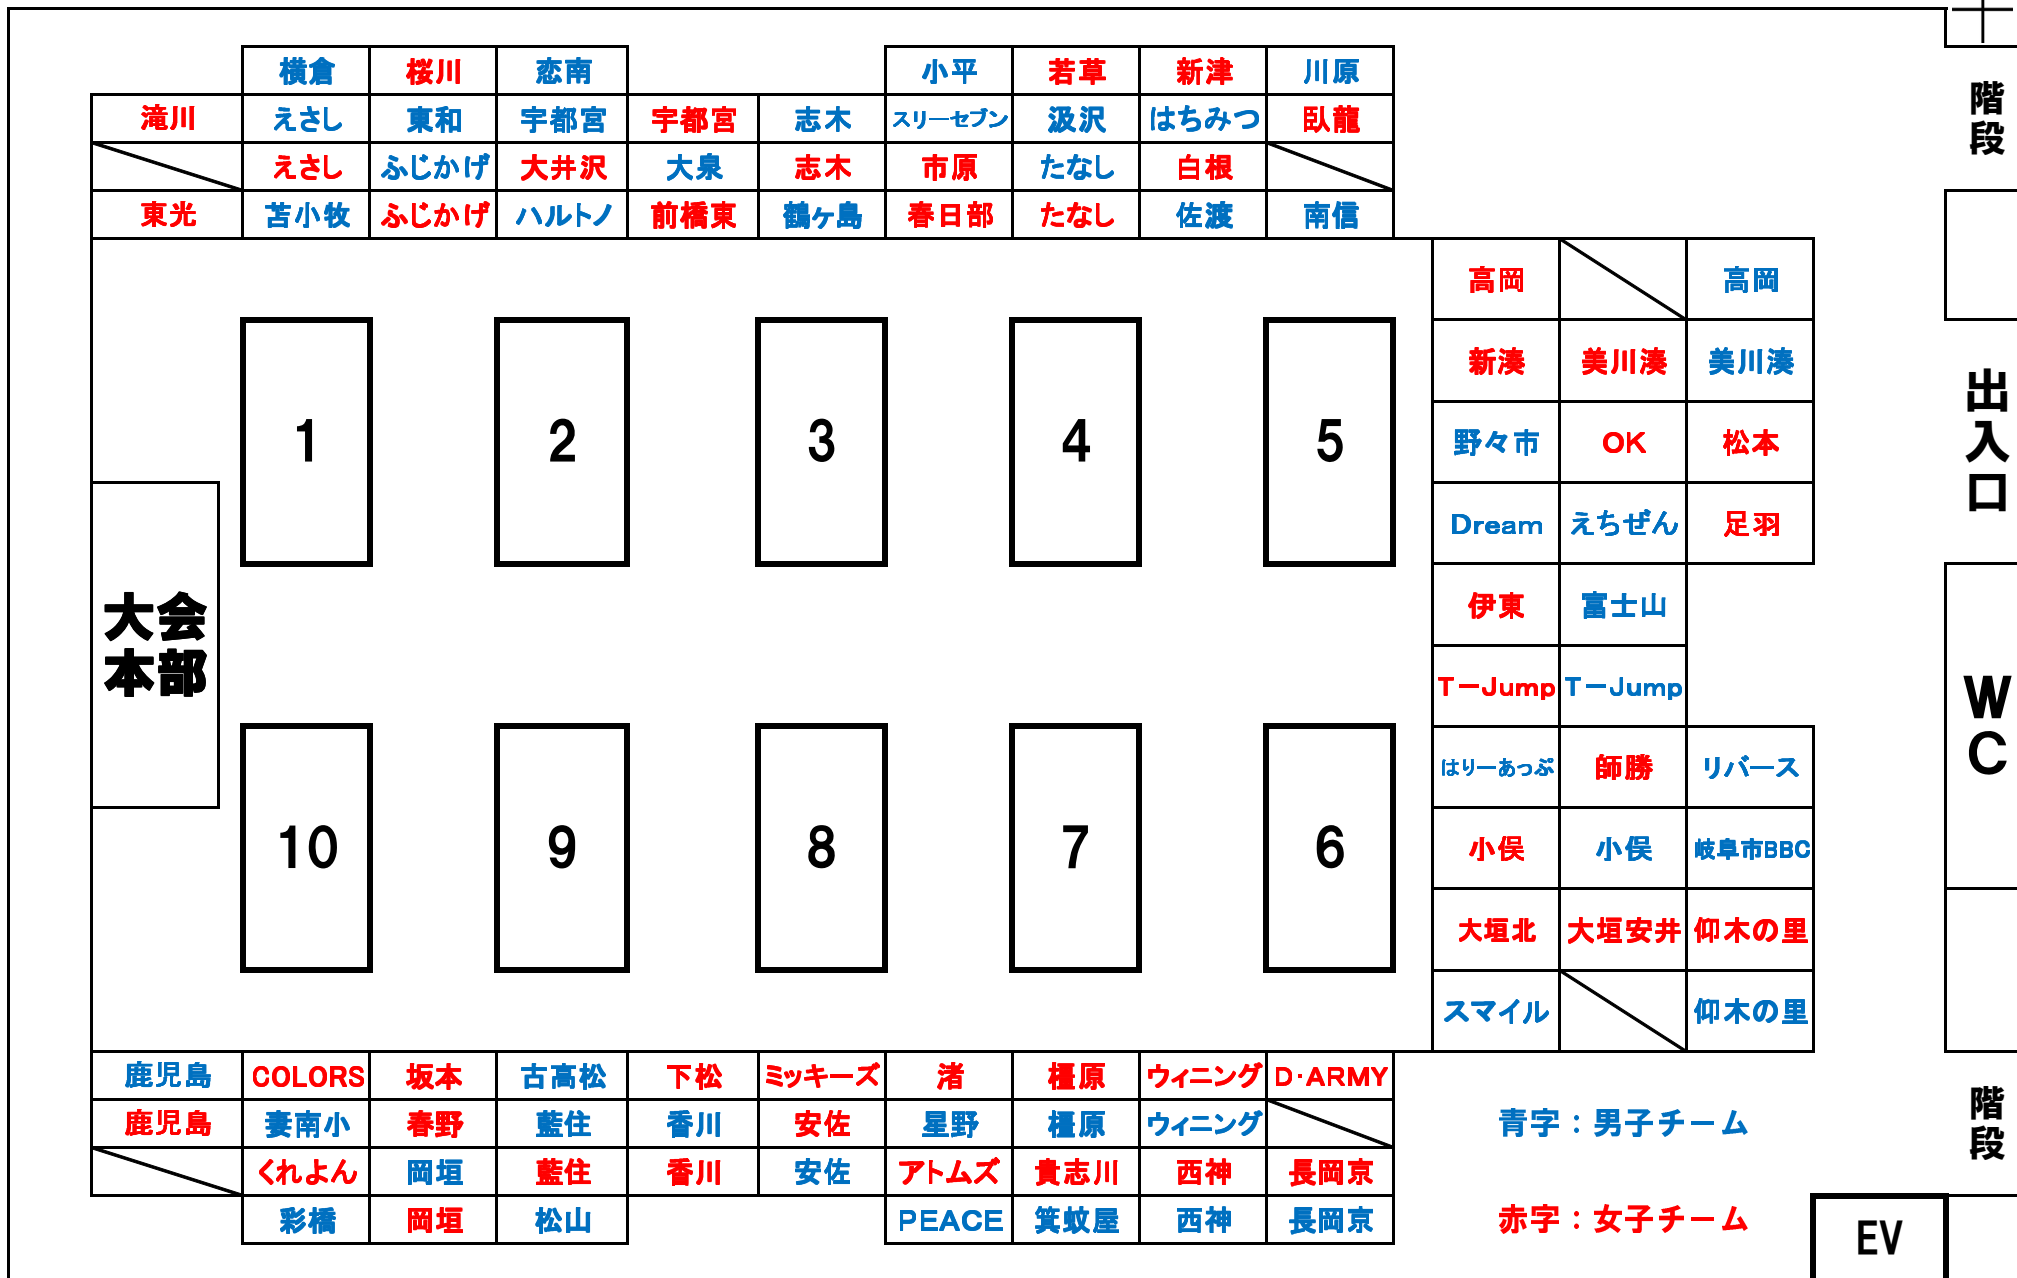 横倉 桜川 恋南 小平 若草 新津 川原
滝川 えさし 東和 宇都宮 宇都宮 志木 スリーセブン 汲沢 はちみつ 臥龍
えさし ふじかげ 大井沢 大泉 志木 市原 たなし 白根
東光 苫小牧 ふじかげ ハルトノ 前橋東 鶴ヶ島 春日部 たなし 佐渡 南信
階段
高岡 高岡
新湊 美川湊 美川湊
野々市 OK 松本
Dream えちぜん 足羽
伊東 富士山
T－Jump T－Jump
はりーあっぷ 師勝 リバース
小俣 小俣 岐阜市BBC
大垣北 大垣安井 仰木の里
スマイル 仰木の里
1 2 3 4 5
出入口
大会
本部
WC
10 9 8 7 6
鹿児島 COLORS 坂本 古高松 下松 ミッキーズ 渚 橿原 ウィニング D・ARMY
鹿児島 妻南小 春野 藍住 香川 安佐 星野 橿原 ウィニング
くれよん 岡垣 藍住 香川 安佐 アトムズ 貴志川 西神 長岡京
彩橋 岡垣 松山 PEACE 箕蚊屋 西神 長岡京
青字：男子チーム
赤字：女子チーム
階段
EV